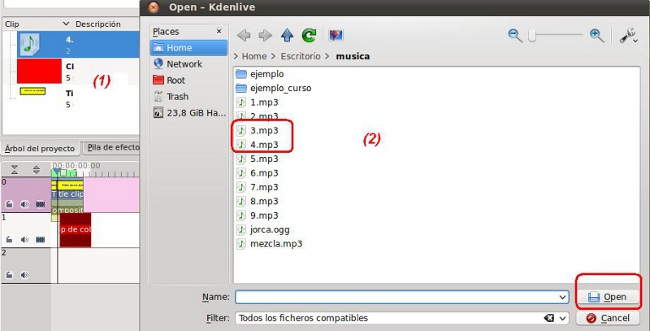 Clip
Descripción
4.
2
Cl
5
Ti
5
(1)
Árbol del proyecto
Pila de efecto
00:00:00:00
0
Title clip
omposit
1
p de col
2
Open – Kdenlive
Places
Home
Network
Root
Trash
23,8 GiB Ha...
> Home > Escritorio > musica
ejemplo
ejemplo_curso
1.mp3
2.mp3
3.mp3
4.mp3
5.mp3
6.mp3
7.mp3
8.mp3
9.mp3
jorca.ogg
mezcla.mp3
(2)
Name:
Open
Filter:
Todos los ficheros compatibles
Cancel